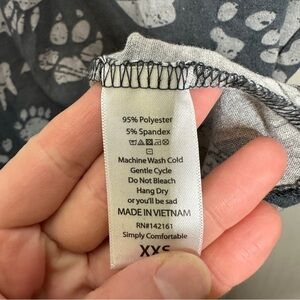 95% Polyester
5% Spandex
Machine Wash Cold
Gentle Cycle
Do Not Bleach
Hang Dry
or you'll be sad
MADE IN VIETNAM
RN#142161
Simply Comfortable
XXS